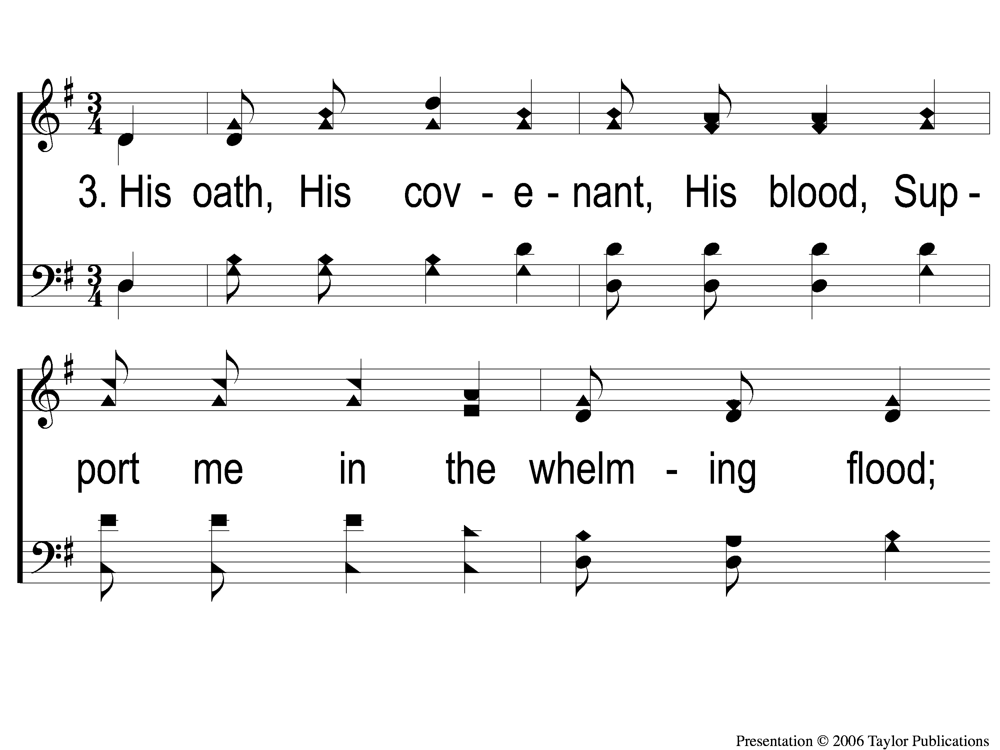 3. His oath, His cov - e - nant, His blood, Sup -
port me in the whelm - ing flood;
Presentation © 2006 Taylor Publications